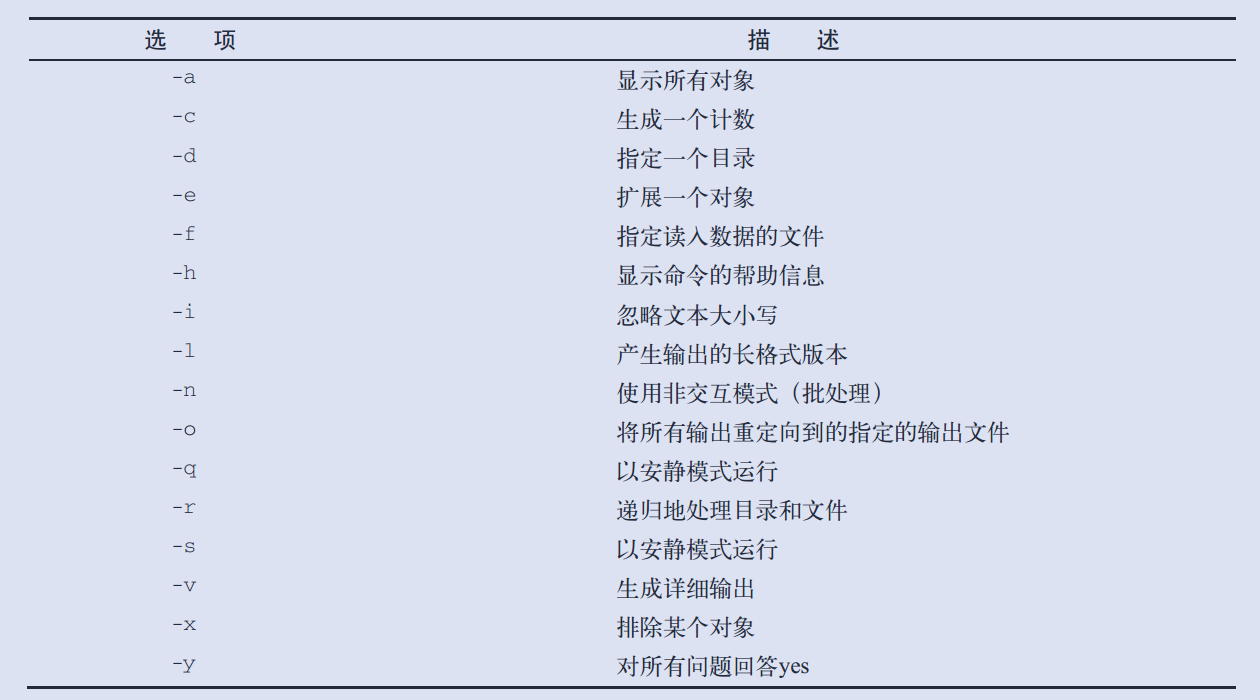 选 项 描 述
-a 显示所有对象
-c 生成一个计数
-d 指定一个目录
-e 扩展一个对象
-f 指定读入数据的文件
-h 显示命令的帮助信息
-i 忽略文本大小写
-l 产生输出的长格式版本
-n 使用非交互模式（批处理）
-o 将所有输出重定向到的指定的输出文件
-q 以安静模式运行
-r 递归地处理目录和文件
-s 以安静模式运行
-v 生成详细输出
-x 排除某个对象
-y 对所有问题回答yes